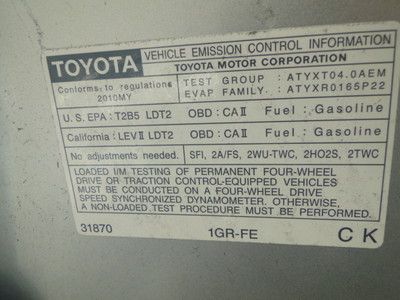 TOYOTA
VEHICLE EMISSION CONTROL INFORMATION
TOYOTA MOTOR CORPORATION
Conforms to regulations
2010MY
TEST GROUP : ATYXT04.0AEM
EVAP FAMILY : ATYXR0165P22
U.S. EPA: T2B5 LDT2 OBD: CAⅡ Fuel: Gasoline
California: LEVⅡ LDT2 OBD: CAⅡ Fuel: Gasoline
No adjustments needed. SFI, 2A/FS, 2WU-TWC, 2HO2S, 2TWC
LOADED I/M TESTING OF PERMANENT FOUR-WHEEL
DRIVE OR TRACTION CONTROL-EQUIPPED VEHICLES
MUST BE CONDUCTED ON A FOUR-WHEEL DRIVE
SPEED SYNCHRONIZED DYNAMOMETER. OTHERWISE,
A NON-LOADED TEST PROCEDURE MUST BE USED.
31870 1GR-FE CK